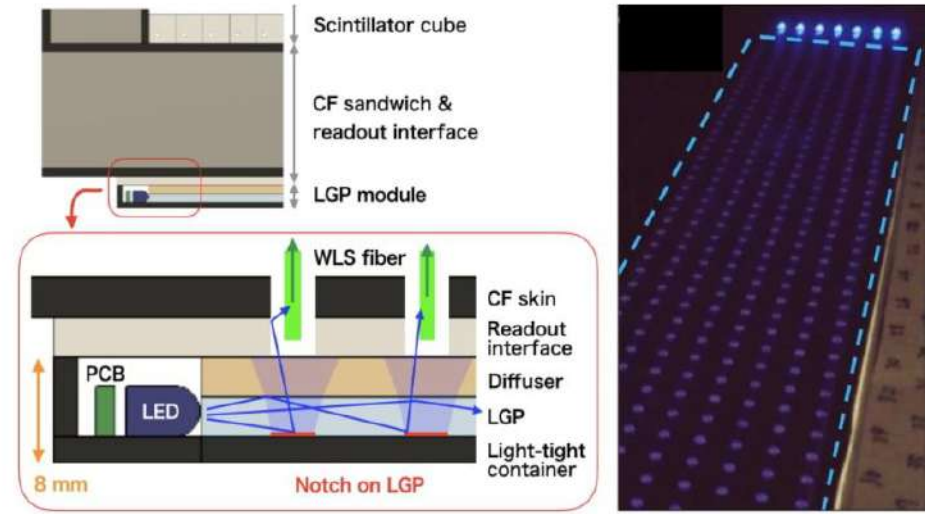 Scintillator cube
CF sandwich &
readout interface
LGP module
WLS fiber
CF skin
Readout
interface
PCB
Diffuser
LED
LGP
Light-tight
container
8 mm
Notch on LGP